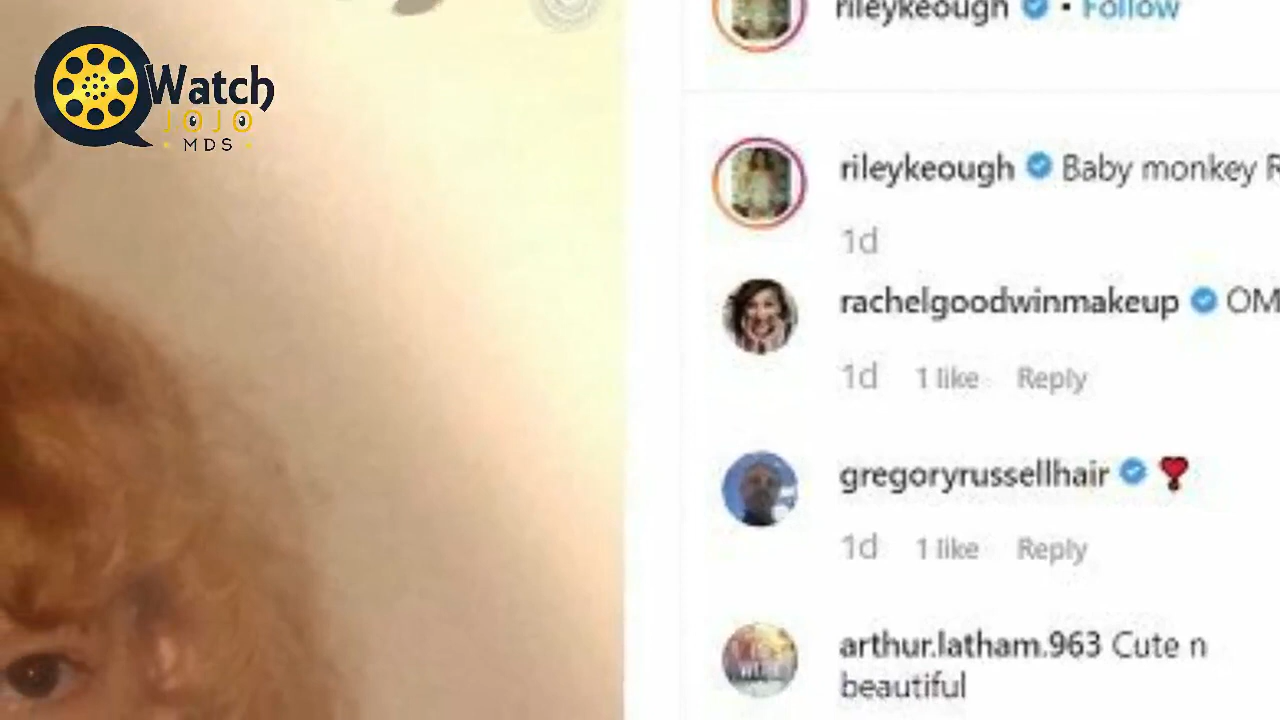 Watch
JOJO
MDS
rileykeough • Follow
rileykeough Baby monkey R
1d
rachelgoodwinmakeup OM
1d 1 like Reply
gregoryrussellhair
1d 1 like Reply
arthur.latham.963 Cute n
beautiful